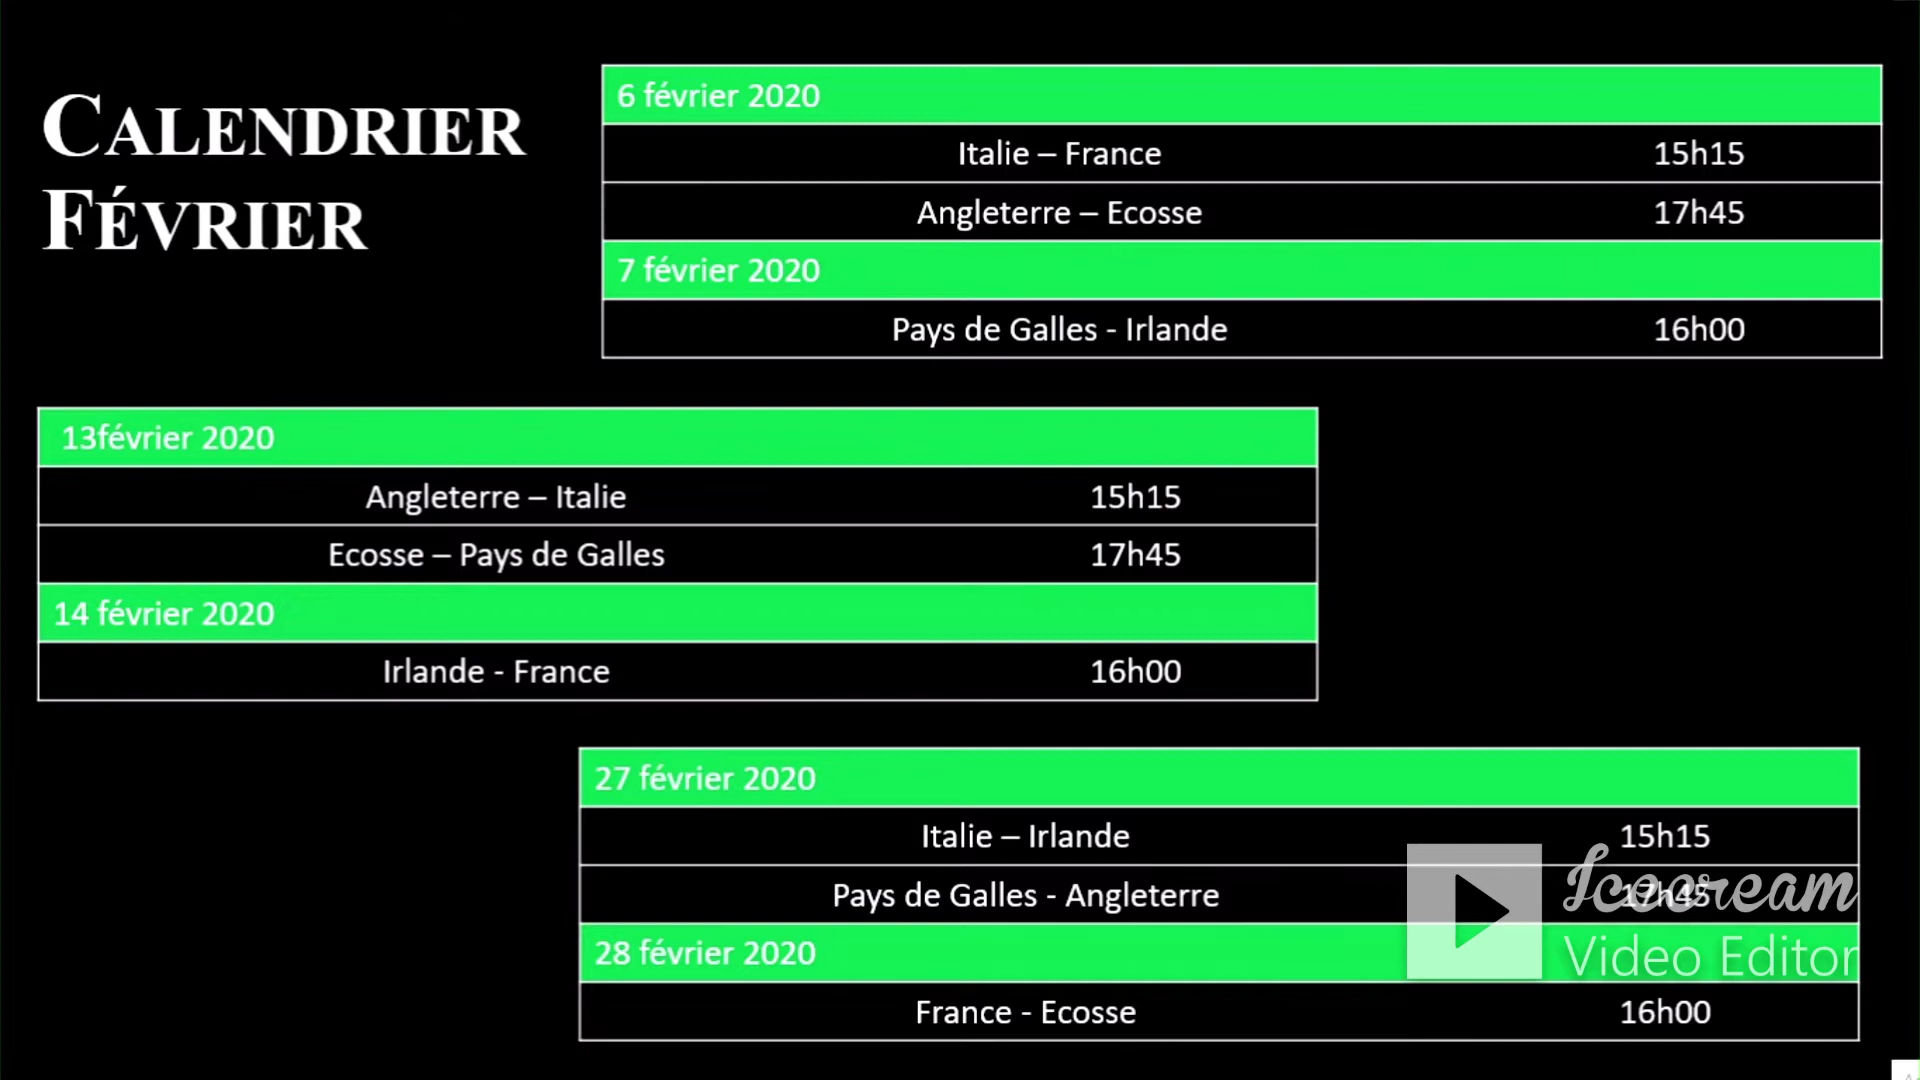 CALENDRIER
FÉVRIER
6 février 2020
Italie – France 15h15
Angleterre – Ecosse 17h45
7 février 2020
Pays de Galles - Irlande 16h00
13février 2020
Angleterre – Italie 15h15
Ecosse – Pays de Galles 17h45
14 février 2020
Irlande - France 16h00
27 février 2020
Italie – Irlande 15h15
Pays de Galles - Angleterre 17h45
28 février 2020
France - Ecosse 16h00
Icecream
Video Editor